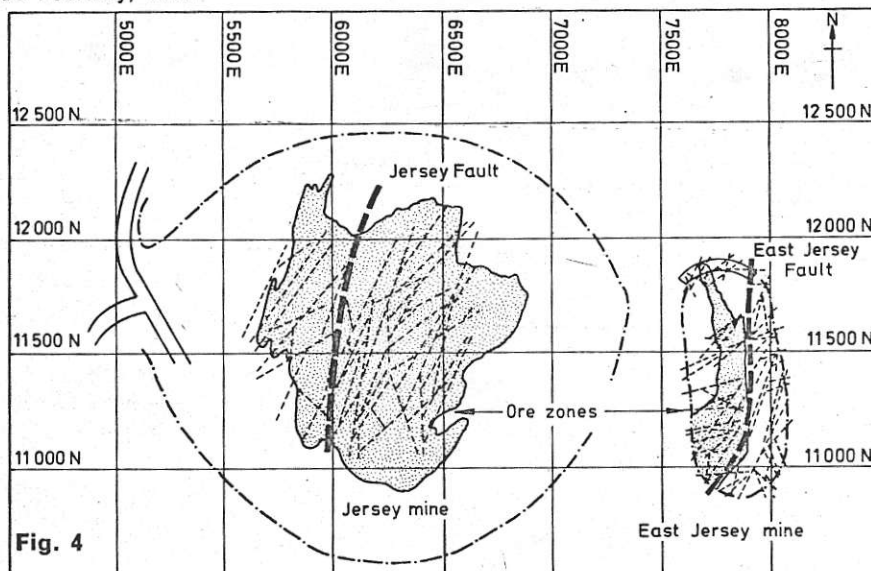 5000E
5500E
6000E
6500E
7000E
7500E
8000E
N
12 500 N
12 500 N
Jersey Fault
12 000 N
12 000 N
East Jersey
Fault
11 500 N
11 500 N
Ore zones
11 000 N
11 000 N
Jersey mine
East Jersey mine
Fig. 4